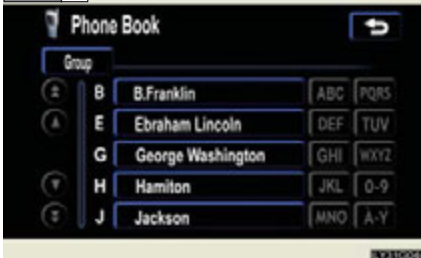 Phone Book
Group
B B.Franklin ABC PQRS
E Ebraham Lincoln DEF TUV
G George Washington GHI WXYZ
H Hamilton JKL 0-9
J Jackson MNO A-Y